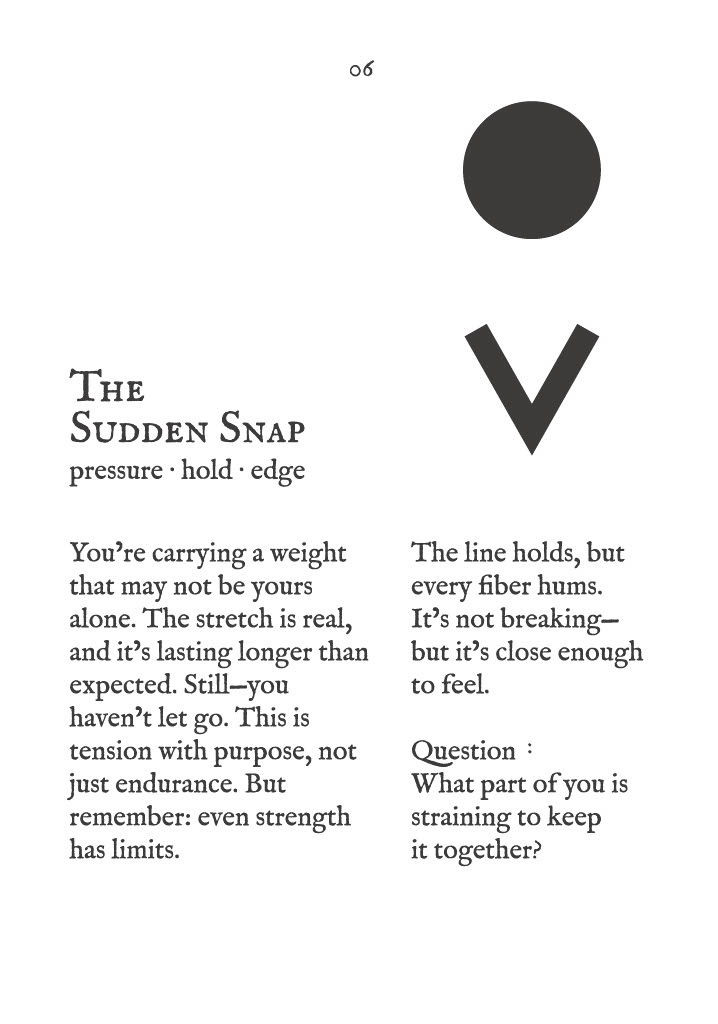 06
The
Sudden Snap
pressure · hold · edge
You’re carrying a weight
that may not be yours
alone. The stretch is real,
and it’s lasting longer than
expected. Still—you
haven’t let go. This is
tension with purpose, not
just endurance. But
remember: even strength
has limits.
The line holds, but
every fiber hums.
It’s not breaking—
but it’s close enough
to feel.
Question :
What part of you is
straining to keep
it together?